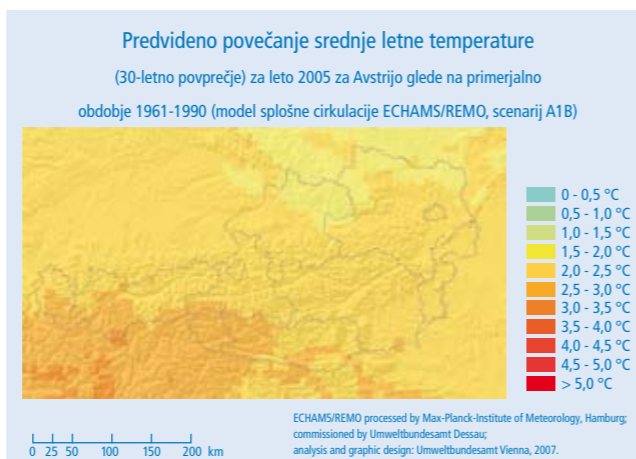 Predvideno povečanje srednje letne temperature
(30-letno povprečje) za leto 2005 za Avstrijo glede na primerjalno
obdobje 1961-1990 (model splošne cirkulacije ECHAM5/REMO, scenarij A1B)
0 - 0,5 °C
0,5 - 1,0 °C
1,0 - 1,5 °C
1,5 - 2,0 °C
2,0 - 2,5 °C
2,5 - 3,0 °C
3,0 - 3,5 °C
3,5 - 4,0 °C
4,0 - 4,5 °C
4,5 - 5,0 °C
> 5,0 °C
ECHAM5/REMO processed by Max-Planck-Institute of Meteorology, Hamburg;
commissioned by Umweltbundesamt Dessau;
analysis and graphic design: Umweltbundesamt Vienna, 2007.
0 25 50 100 150 200 km